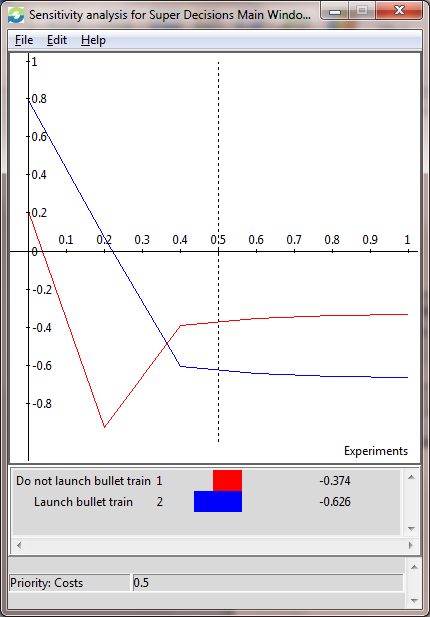 Sensitivity analysis for Super Decisions Main Windo...
File Edit Help
1
0.8
0.6
0.4
0.2
0.1 0.2 0.3 0.4 0.5 0.6 0.7 0.8 0.9 1
0
-0.2
-0.4
-0.6
-0.8
Experiments
Do not launch bullet train 1 -0.374
Launch bullet train 2 -0.626
Priority: Costs 0.5